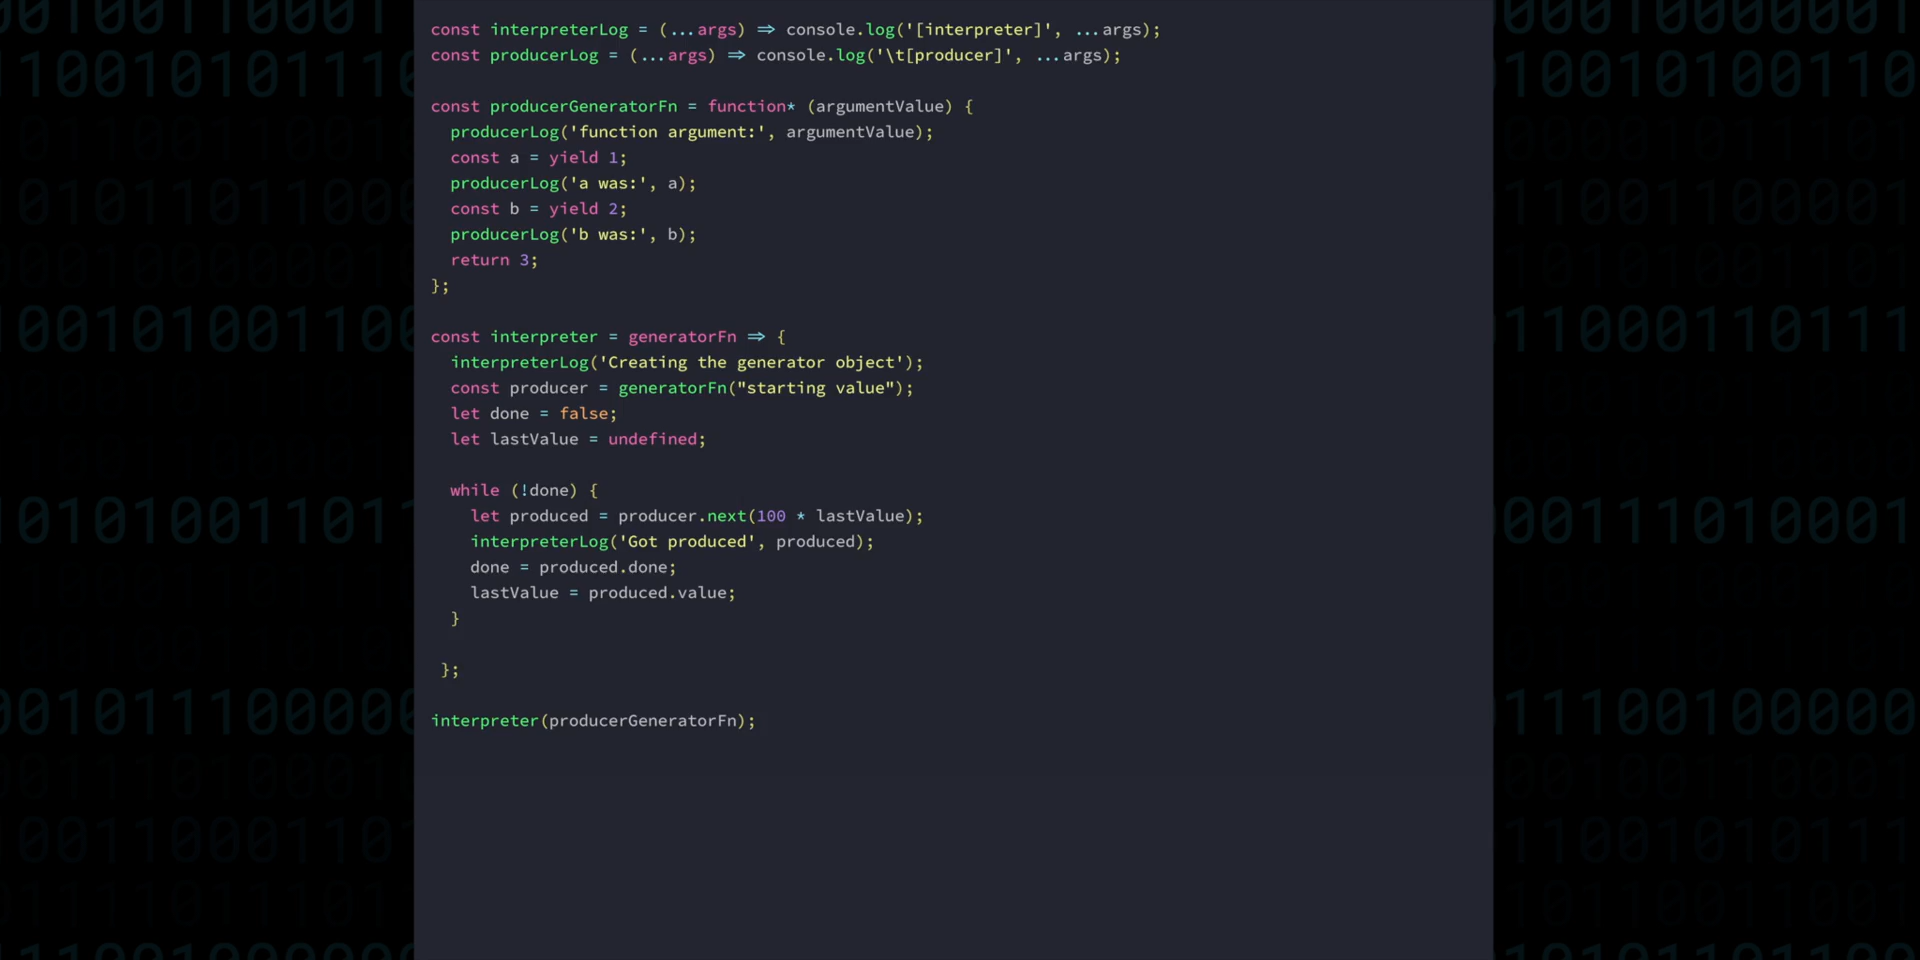 const interpreterLog = (...args) => console.log('[interpreter]', ...args);
const producerLog = (...args) => console.log('\t[producer]', ...args);

const producerGeneratorFn = function* (argumentValue) {
  producerLog('function argument:', argumentValue);
  const a = yield 1;
  producerLog('a was:', a);
  const b = yield 2;
  producerLog('b was:', b);
  return 3;
};

const interpreter = generatorFn => {
  interpreterLog('Creating the generator object');
  const producer = generatorFn("starting value");
  let done = false;
  let lastValue = undefined;

  while (!done) {
    let produced = producer.next(100 * lastValue);
    interpreterLog('Got produced', produced);
    done = produced.done;
    lastValue = produced.value;
  }

 };

interpreter(producerGeneratorFn);